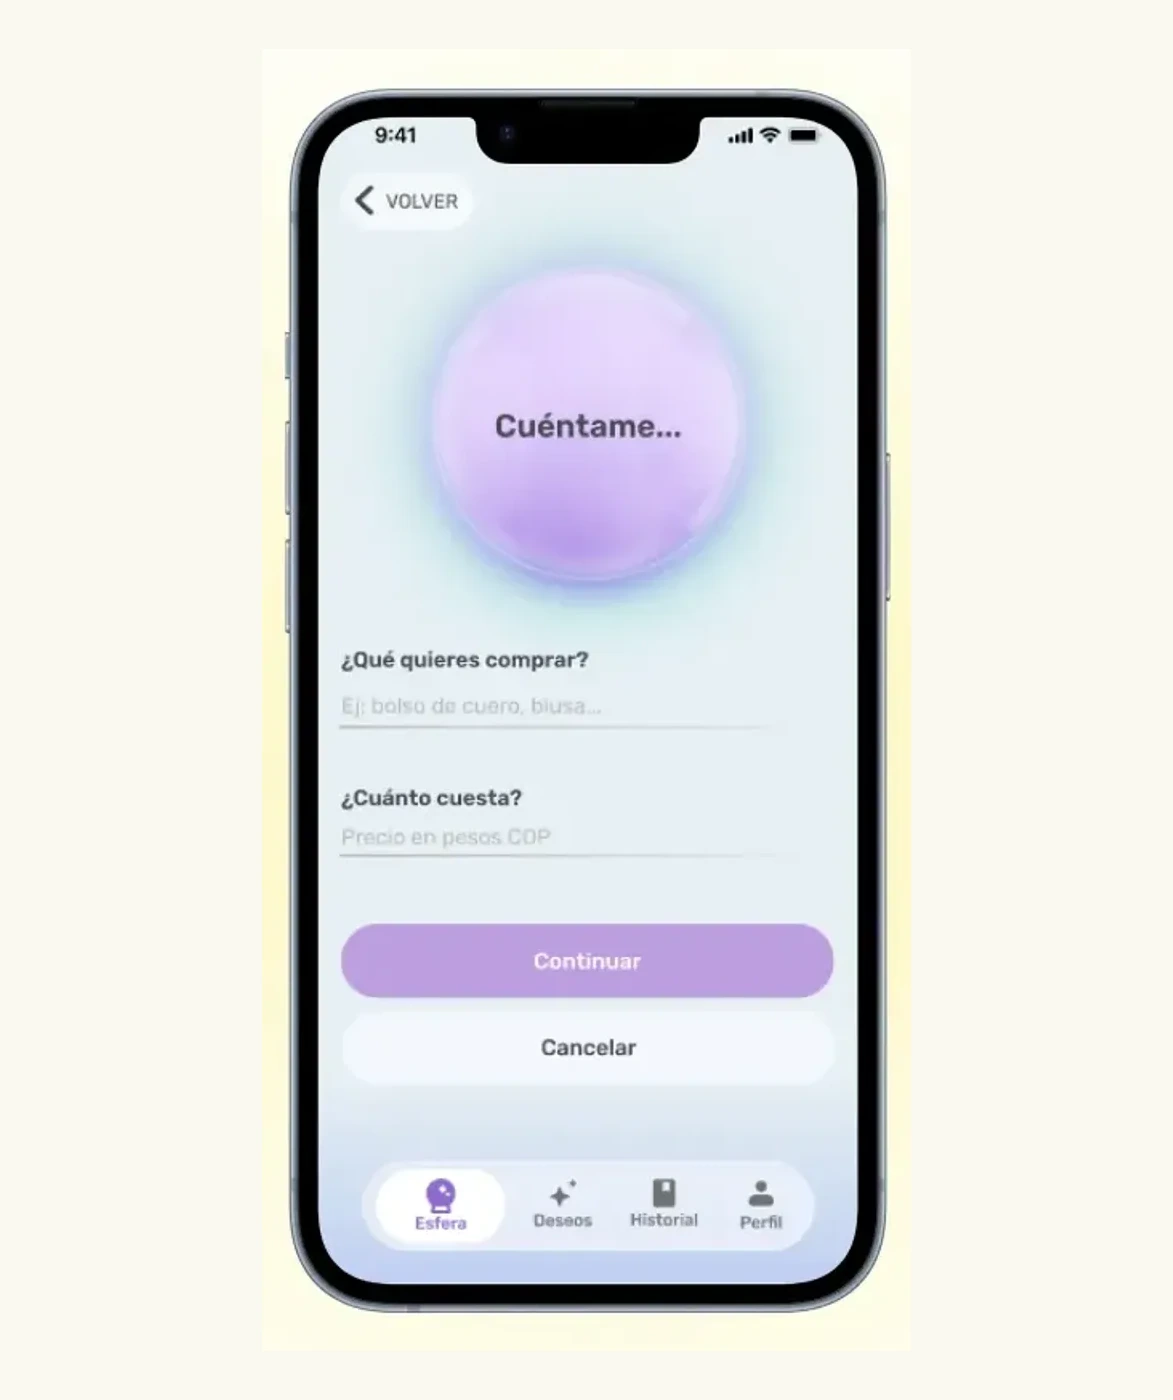 9:41
VOLVER
Cuéntame...
¿Qué quieres comprar?
Ej: bolso de cuero, blusa...
¿Cuánto cuesta?
Precio en pesos COP
Continuar
Cancelar
Esfera
Deseos
Historial
Perfil